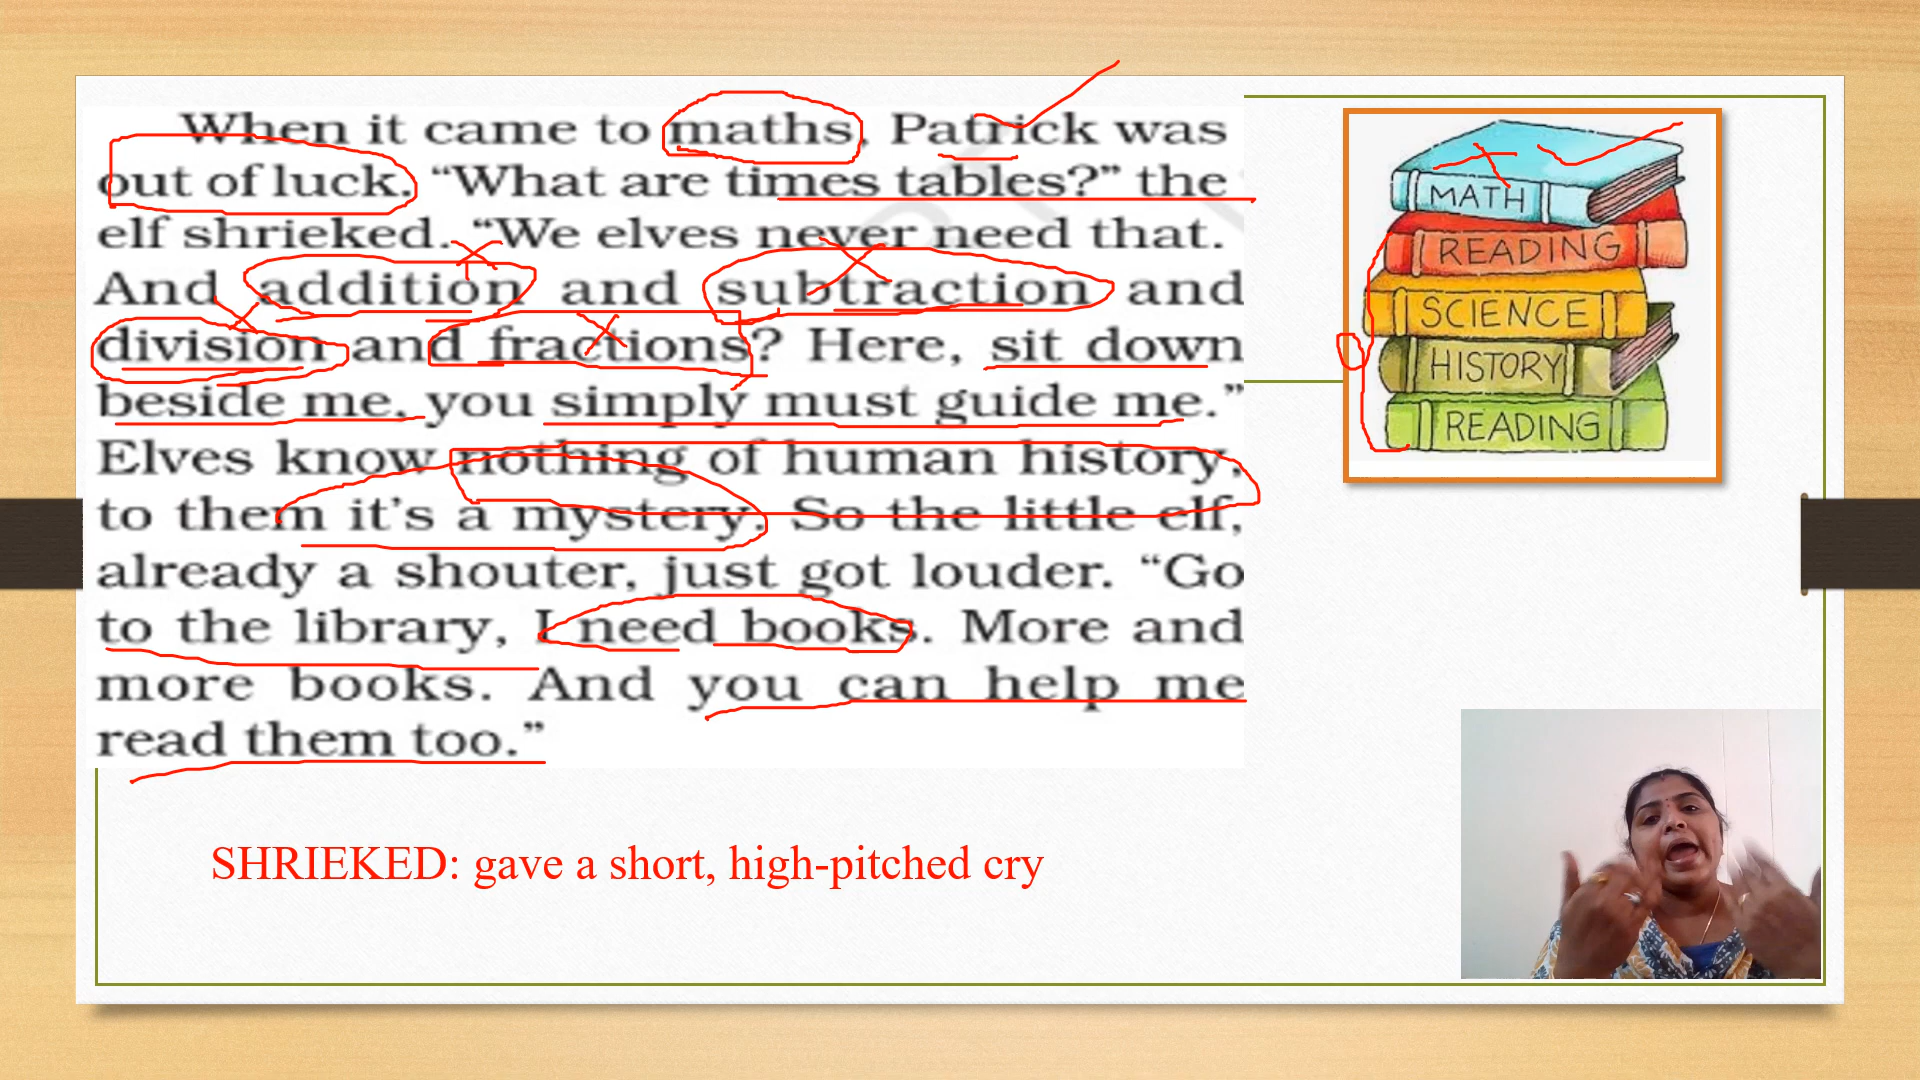 When it came to maths, Patrick was
out of luck. “What are times tables?” the
elf shrieked. “We elves never need that.
And addition and subtraction and
division and fractions? Here, sit down
beside me, you simply must guide me.”
Elves know nothing of human history,
to them it’s a mystery. So the little elf,
already a shouter, just got louder. “Go
to the library, I need books. More and
more books. And you can help me
read them too.”
SHRIEKED: gave a short, high-pitched cry
MATH
READING
SCIENCE
HISTORY
READING